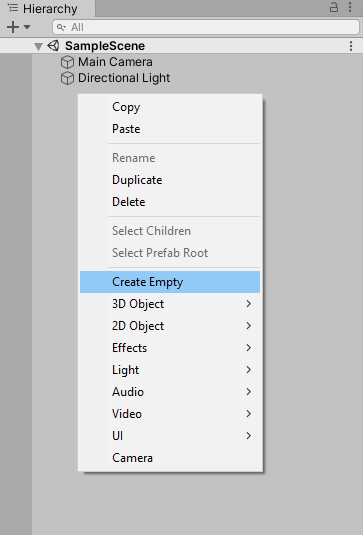 Hierarchy
All
SampleScene
Main Camera
Directional Light
Copy
Paste
Rename
Duplicate
Delete
Select Children
Select Prefab Root
Create Empty
3D Object
2D Object
Effects
Light
Audio
Video
UI
Camera